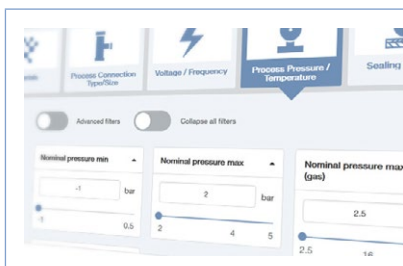 Process Connection
Type/Size
Voltage / Frequency
Process Pressure /
Temperature
Sealing
Advanced filters
Collapse all filters
Nominal pressure min
-1
bar
-1
0.5
Nominal pressure max
2
bar
2
4
5
Nominal pressure max
(gas)
2.5
2.5
16